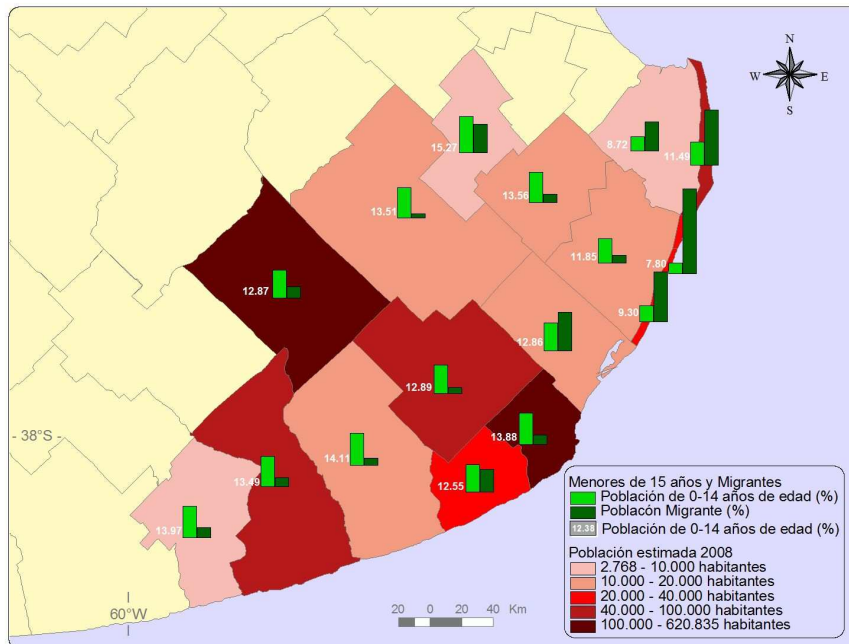 N
W E
S
15.27
8.72
11.49
13.51
13.56
11.85
7.80
12.87
9.30
12.86
12.89
- 38°S -
13.88
14.11
13.49
12.55
13.97
60°W
20 0 20 40 Km
Menores de 15 años y Migrantes
Población de 0-14 años de edad (%)
Poblacón Migrante (%)
12.38 Población de 0-14 años de edad (%)
Población estimada 2008
2.768 - 10.000 habitantes
10.000 - 20.000 habitantes
20.000 - 40.000 habitantes
40.000 - 100.000 habitantes
100.000 - 620.835 habitantes